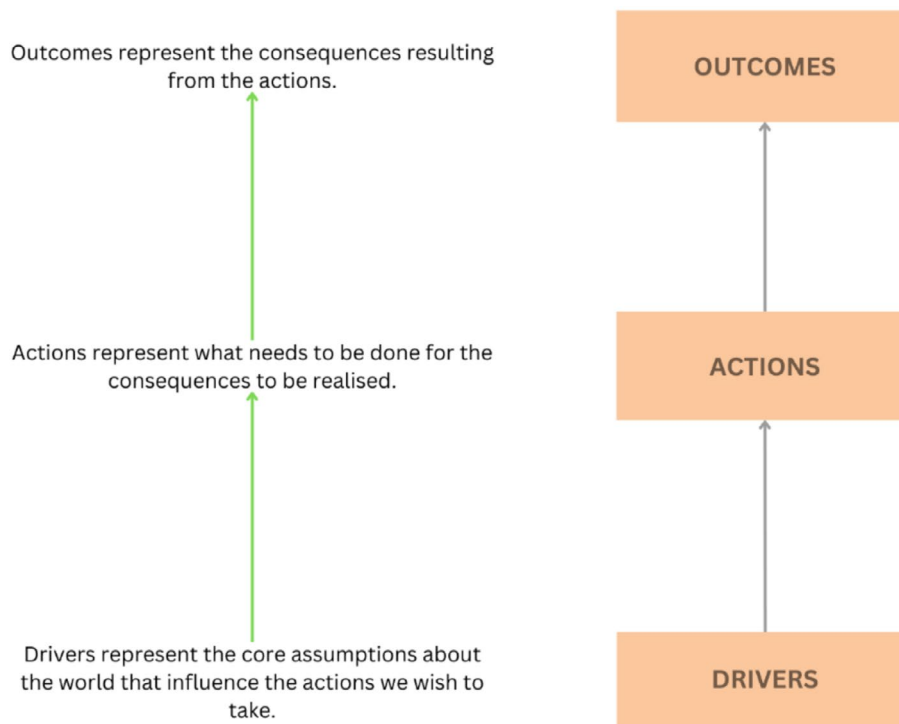 Outcomes represent the consequences resulting
from the actions.
OUTCOMES
Actions represent what needs to be done for the
consequences to be realised.
ACTIONS
Drivers represent the core assumptions about
the world that influence the actions we wish to
take.
DRIVERS